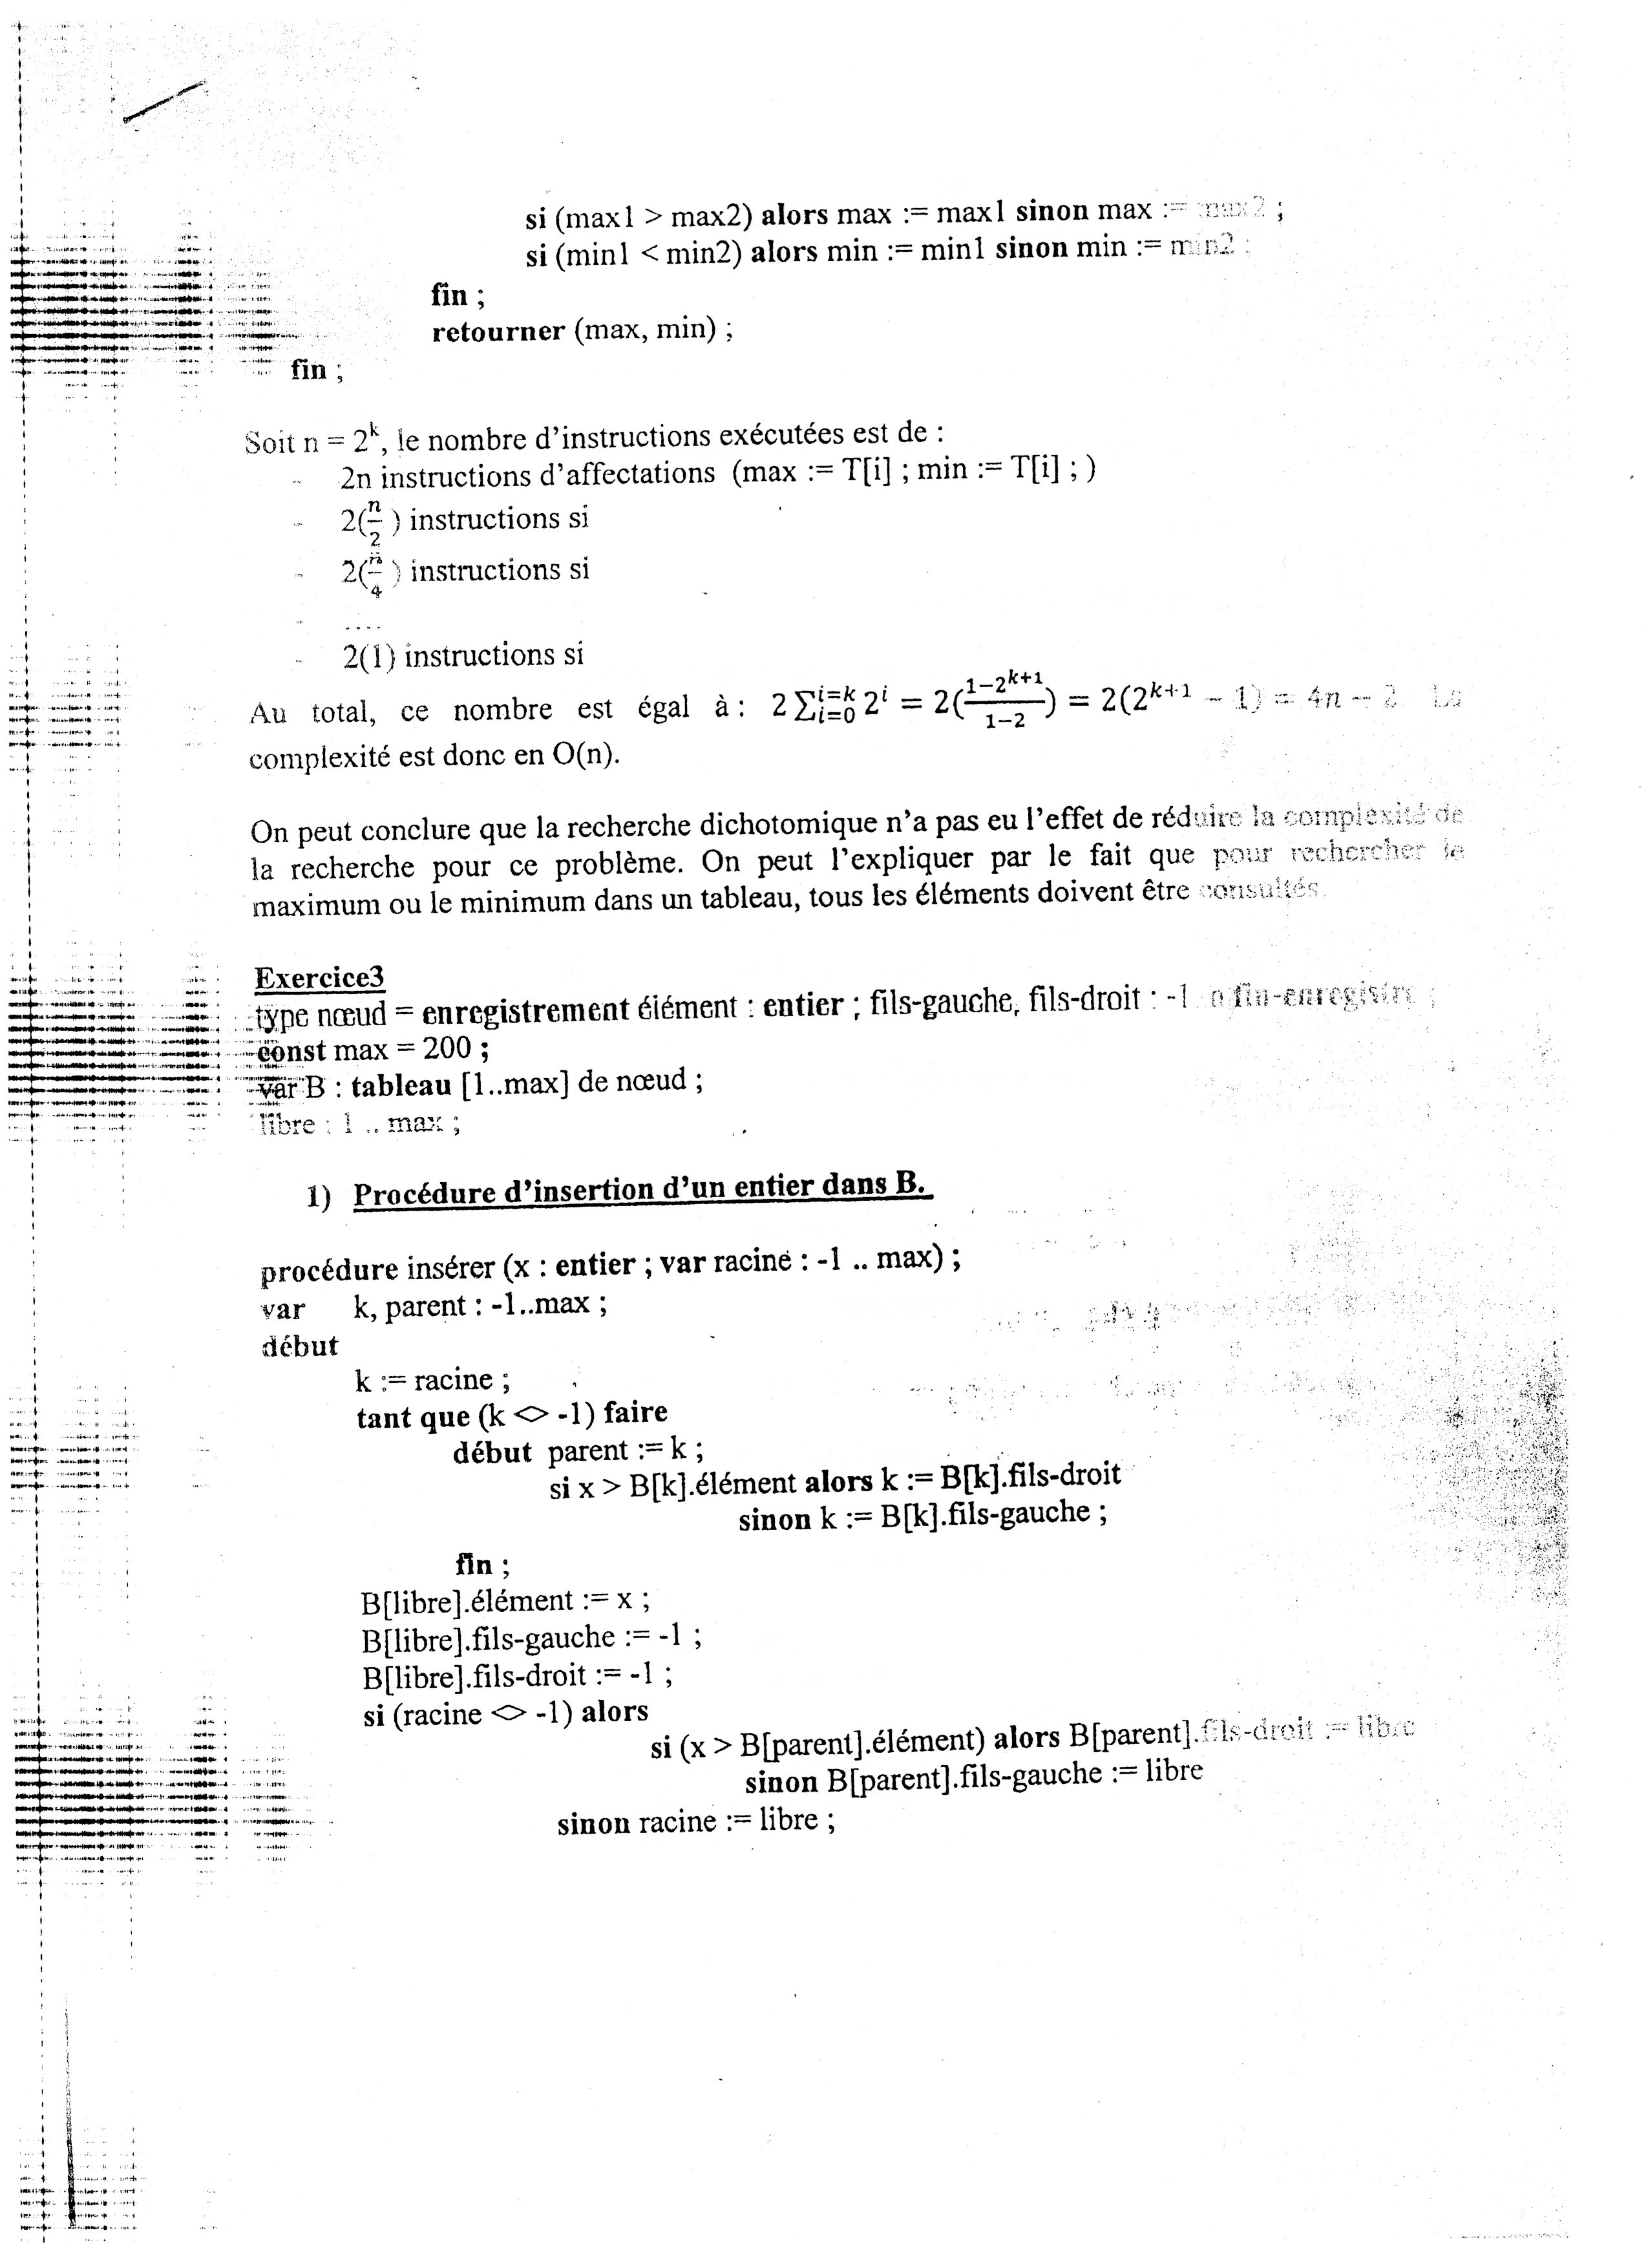 si (max1 > max2) alors max := max1 sinon max := max2 ;
si (min1 < min2) alors min := min1 sinon min := min2 ;
fin ;
retourner (max, min) ;
fin ;
Soit n = 2^k, le nombre d'instructions exécutées est de :
- 2n instructions d'affectations (max := T[i] ; min := T[i] ; )
- 2(n/2) instructions si
- 2(n/4) instructions si
- ....
- 2(1) instructions si
Au total, ce nombre est égal à : 2 ∑_{i=0}^{i=k} 2^i = 2((1−2^{k+1})/(1−2)) = 2(2^{k+1} − 1) = 4n − 2 La
complexité est donc en O(n).
On peut conclure que la recherche dichotomique n'a pas eu l'effet de réduire la complexité de
la recherche pour ce problème. On peut l'expliquer par le fait que pour rechercher le
maximum ou le minimum dans un tableau, tous les éléments doivent être consultés.
Exercice3
type nœud = enregistrement élément : entier ; fils-gauche, fils-droit : -1 fin-enregistre ;
const max = 200 ;
var B : tableau [1..max] de nœud ;
libre : 1 .. max ;
1) Procédure d'insertion d'un entier dans B.
procédure insérer (x : entier ; var racine : -1 .. max) ;
var k, parent : -1..max ;
début
k := racine ;
tant que (k <> -1) faire
début parent := k ;
si x > B[k].élément alors k := B[k].fils-droit
sinon k := B[k].fils-gauche ;
fin ;
B[libre].élément := x ;
B[libre].fils-gauche := -1 ;
B[libre].fils-droit := -1 ;
si (racine <> -1) alors
si (x > B[parent].élément) alors B[parent].fils-droit := libre
sinon B[parent].fils-gauche := libre
sinon racine := libre ;